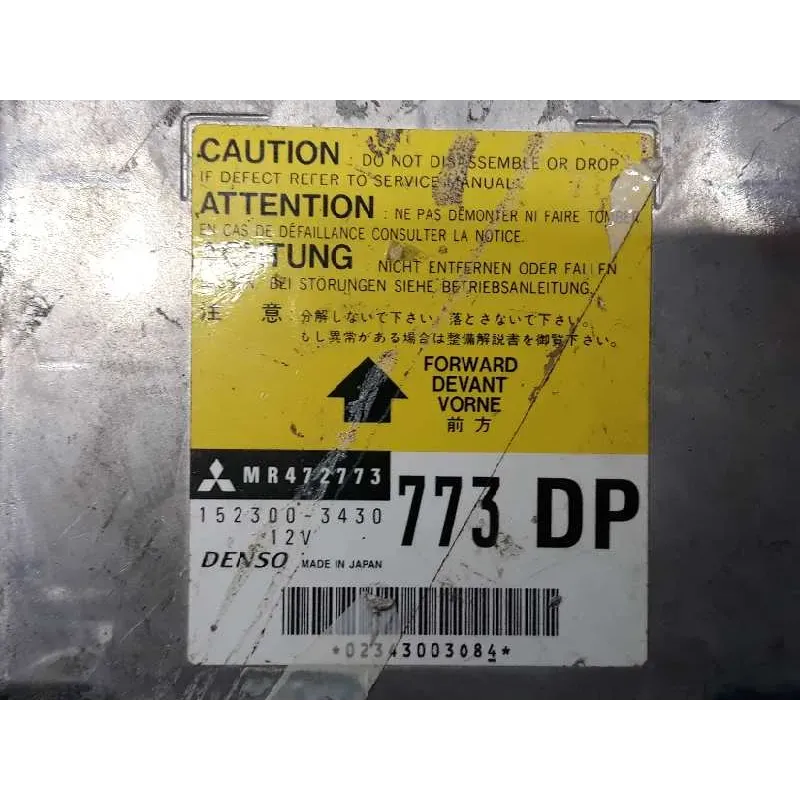 CAUTION : DO NOT DISASSEMBLE OR DROP
IF DEFECT REFER TO SERVICE MANUAL.
ATTENTION : NE PAS DÉMONTER NI FAIRE TOMBER
EN CAS DE DÉFAILLANCE CONSULTER LA NOTICE.
ACHTUNG NICHT ENTFERNEN ODER FALLEN
BEI STÖRUNGEN SIEHE BETRIEBSANLEITUNG.
注 意 : 分解しないで下さい。落とさないで下さい。
もし異常がある場合は整備解説書を御覧下さい。
FORWARD
DEVANT
VORNE
前方
MR472773
773 DP
152300-3430
12V
DENSO MADE IN JAPAN
*02343003084*